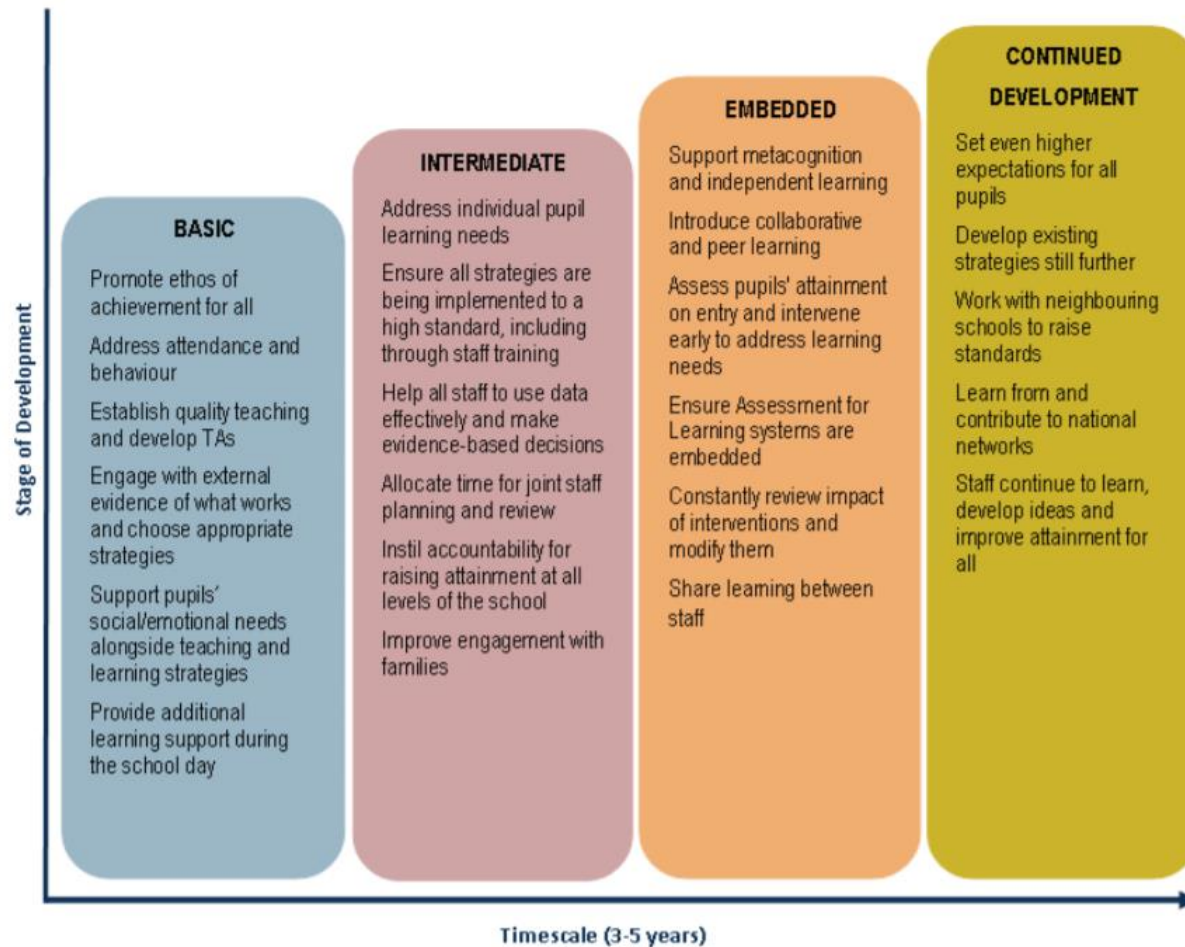 Stage of Development
BASIC
Promote ethos of
achievement for all
Address attendance and
behaviour
Establish quality teaching
and develop TAs
Engage with external
evidence of what works
and choose appropriate
strategies
Support pupils'
social/emotional needs
alongside teaching and
learning strategies
Provide additional
learning support during
the school day
INTERMEDIATE
Address individual pupil
learning needs
Ensure all strategies are
being implemented to a
high standard, including
through staff training
Help all staff to use data
effectively and make
evidence-based decisions
Allocate time for joint staff
planning and review
Instil accountability for
raising attainment at all
levels of the school
Improve engagement with
families
EMBEDDED
Support metacognition
and independent learning
Introduce collaborative
and peer learning
Assess pupils' attainment
on entry and intervene
early to address learning
needs
Ensure Assessment for
Learning systems are
embedded
Constantly review impact
of interventions and
modify them
Share learning between
staff
CONTINUED
DEVELOPMENT
Set even higher
expectations for all
pupils
Develop existing
strategies still further
Work with neighbouring
schools to raise
standards
Learn from and
contribute to national
networks
Staff continue to learn,
develop ideas and
improve attainment for
all
Timescale (3-5 years)